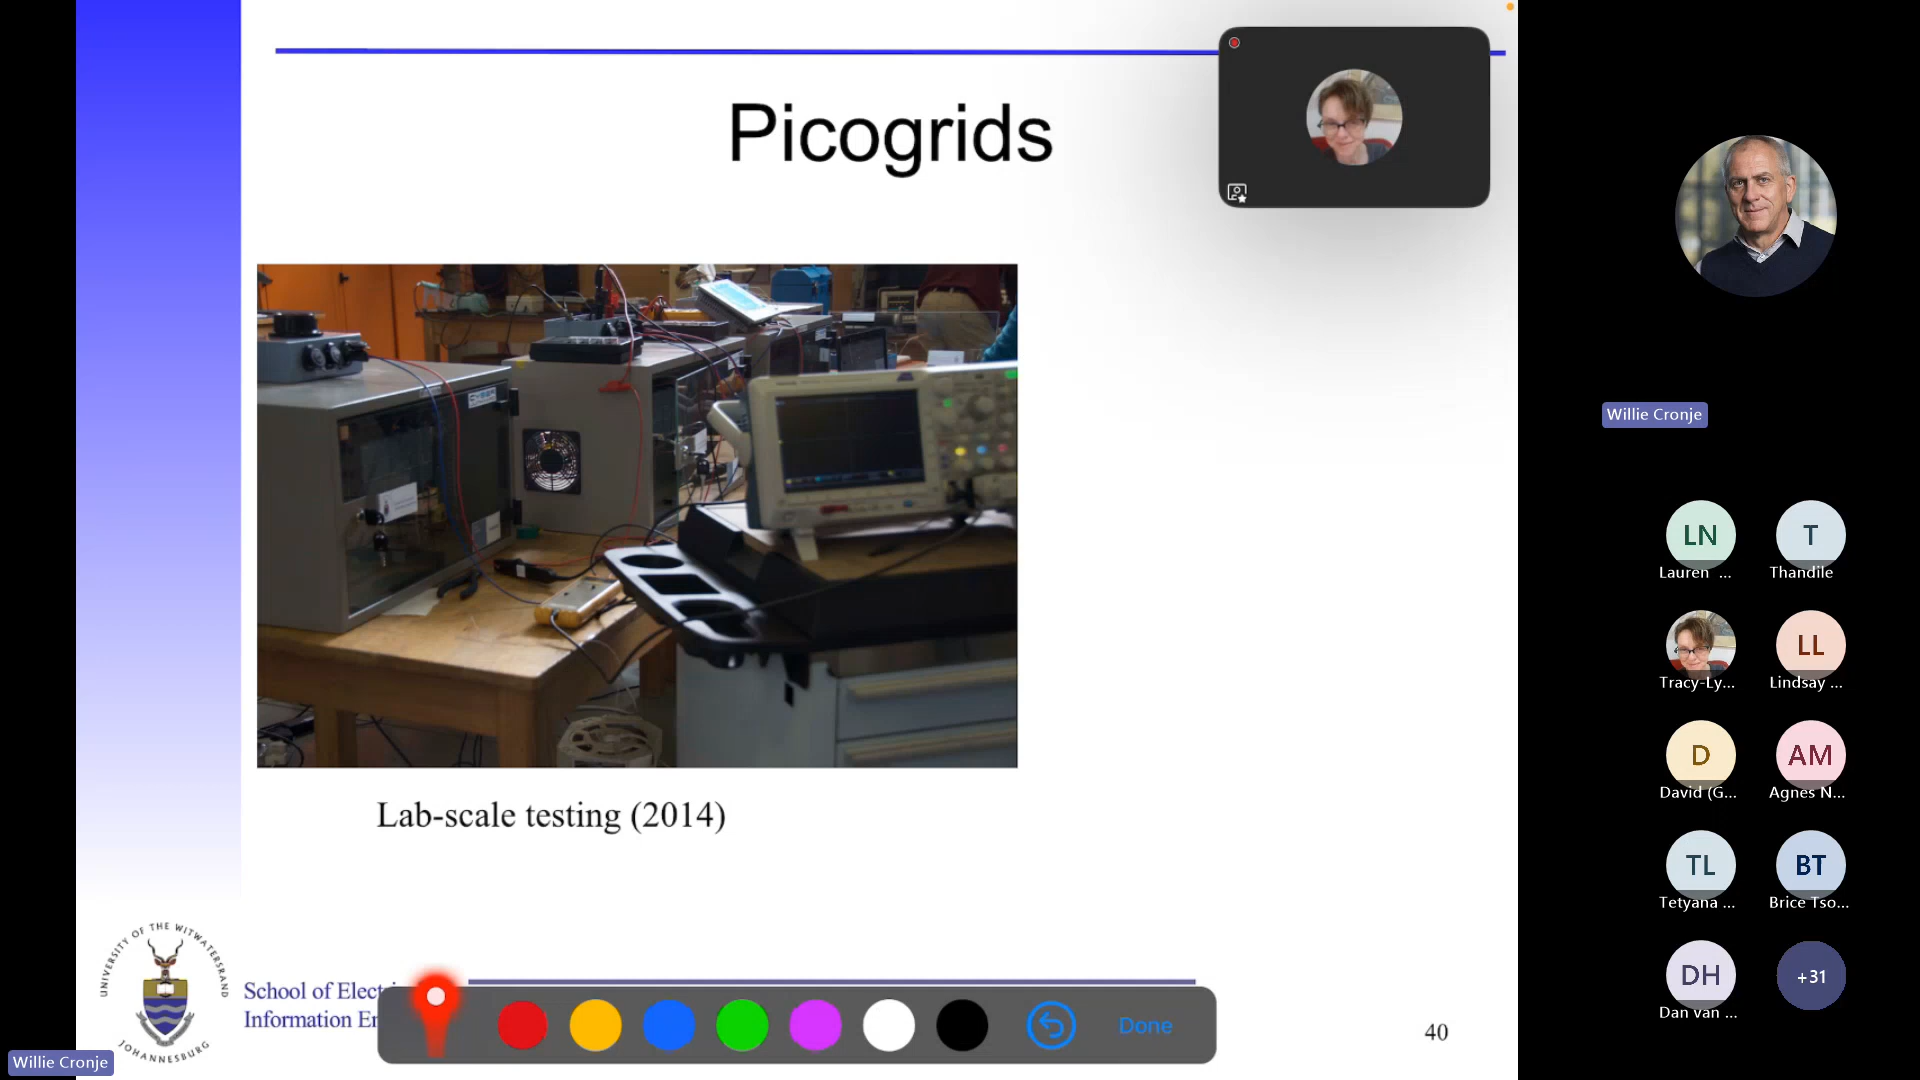 Picogrids
Lab-scale testing (2014)
UNIVERSITY OF THE WITWATERSRAND
JOHANNESBURG
School of Elect
Information En
Done
40
Willie Cronje
Willie Cronje
LN
T
Lauren ...
Thandile
LL
Tracy-Ly...
Lindsay ...
D
AM
David (G...
Agnes N...
TL
BT
Tetyana ...
Brice Tso...
DH
+31
Dan van ...